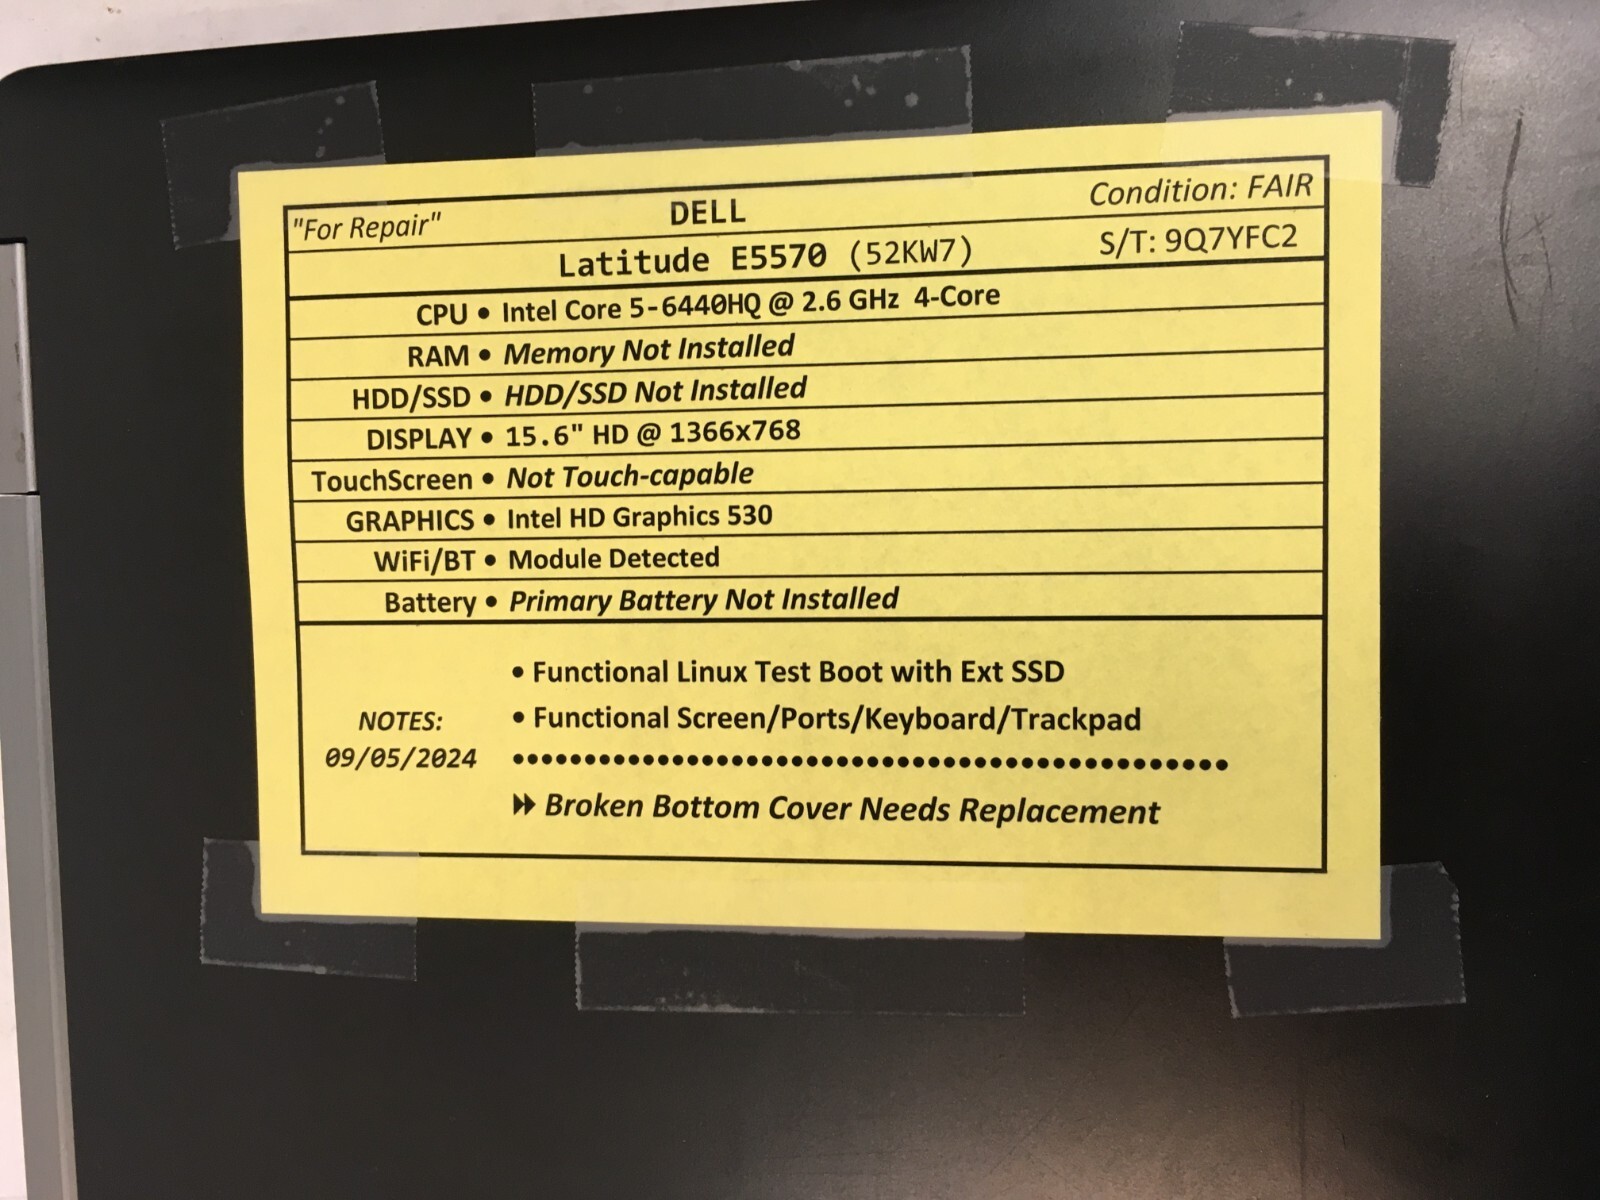 "For Repair" DELL Condition: FAIR
Latitude E5570 (52KW7) S/T: 9Q7YFC2
CPU • Intel Core 5-6440HQ @ 2.6 GHz 4-Core
RAM • Memory Not Installed
HDD/SSD • HDD/SSD Not Installed
DISPLAY • 15.6" HD @ 1366x768
TouchScreen • Not Touch-capable
GRAPHICS • Intel HD Graphics 530
WiFi/BT • Module Detected
Battery • Primary Battery Not Installed
• Functional Linux Test Boot with Ext SSD
NOTES: • Functional Screen/Ports/Keyboard/Trackpad
09/05/2024
Broken Bottom Cover Needs Replacement